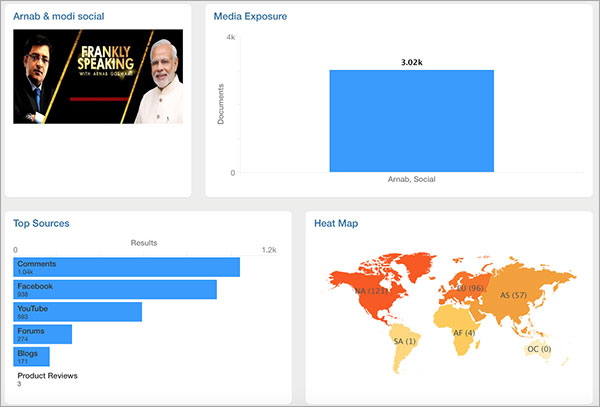 Arnab & modi social
FRANKLY
SPEAKING
WITH ARNAB GOSWAMI
Media Exposure
4k
3.02k
Documents
0
Arnab, Social
Top Sources
Results
0
1.2k
Comments
1.04k
Facebook
938
YouTube
593
Forums
274
Blogs
171
Product Reviews
3
Heat Map
NA (121)
EU (96)
AS (57)
SA (1)
AF (4)
OC (0)